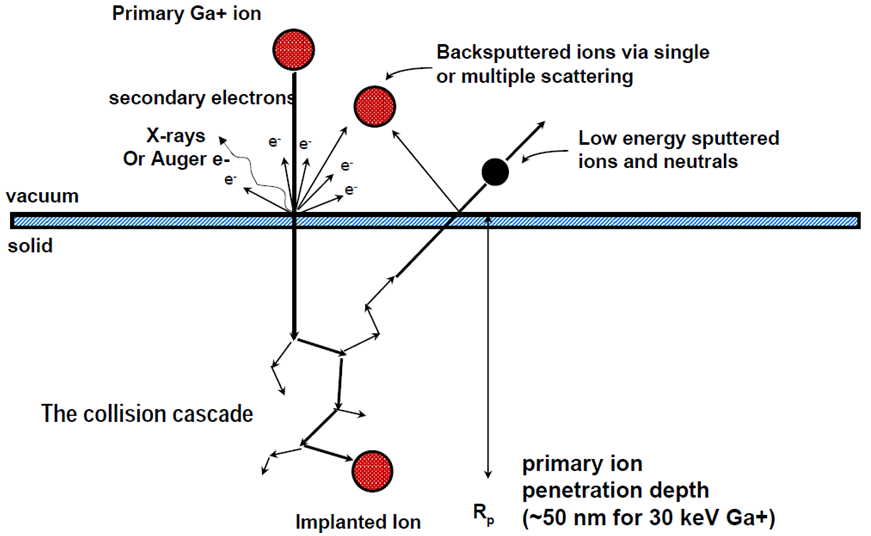 Primary Ga+ ion
Backsputtered ions via single
or multiple scattering
secondary electrons
X-rays
Or Auger e-
e-
e-
e-
e-
e-
Low energy sputtered
ions and neutrals
vacuum
solid
The collision cascade
Implanted Ion
Rp
primary ion
penetration depth
(~50 nm for 30 keV Ga+)